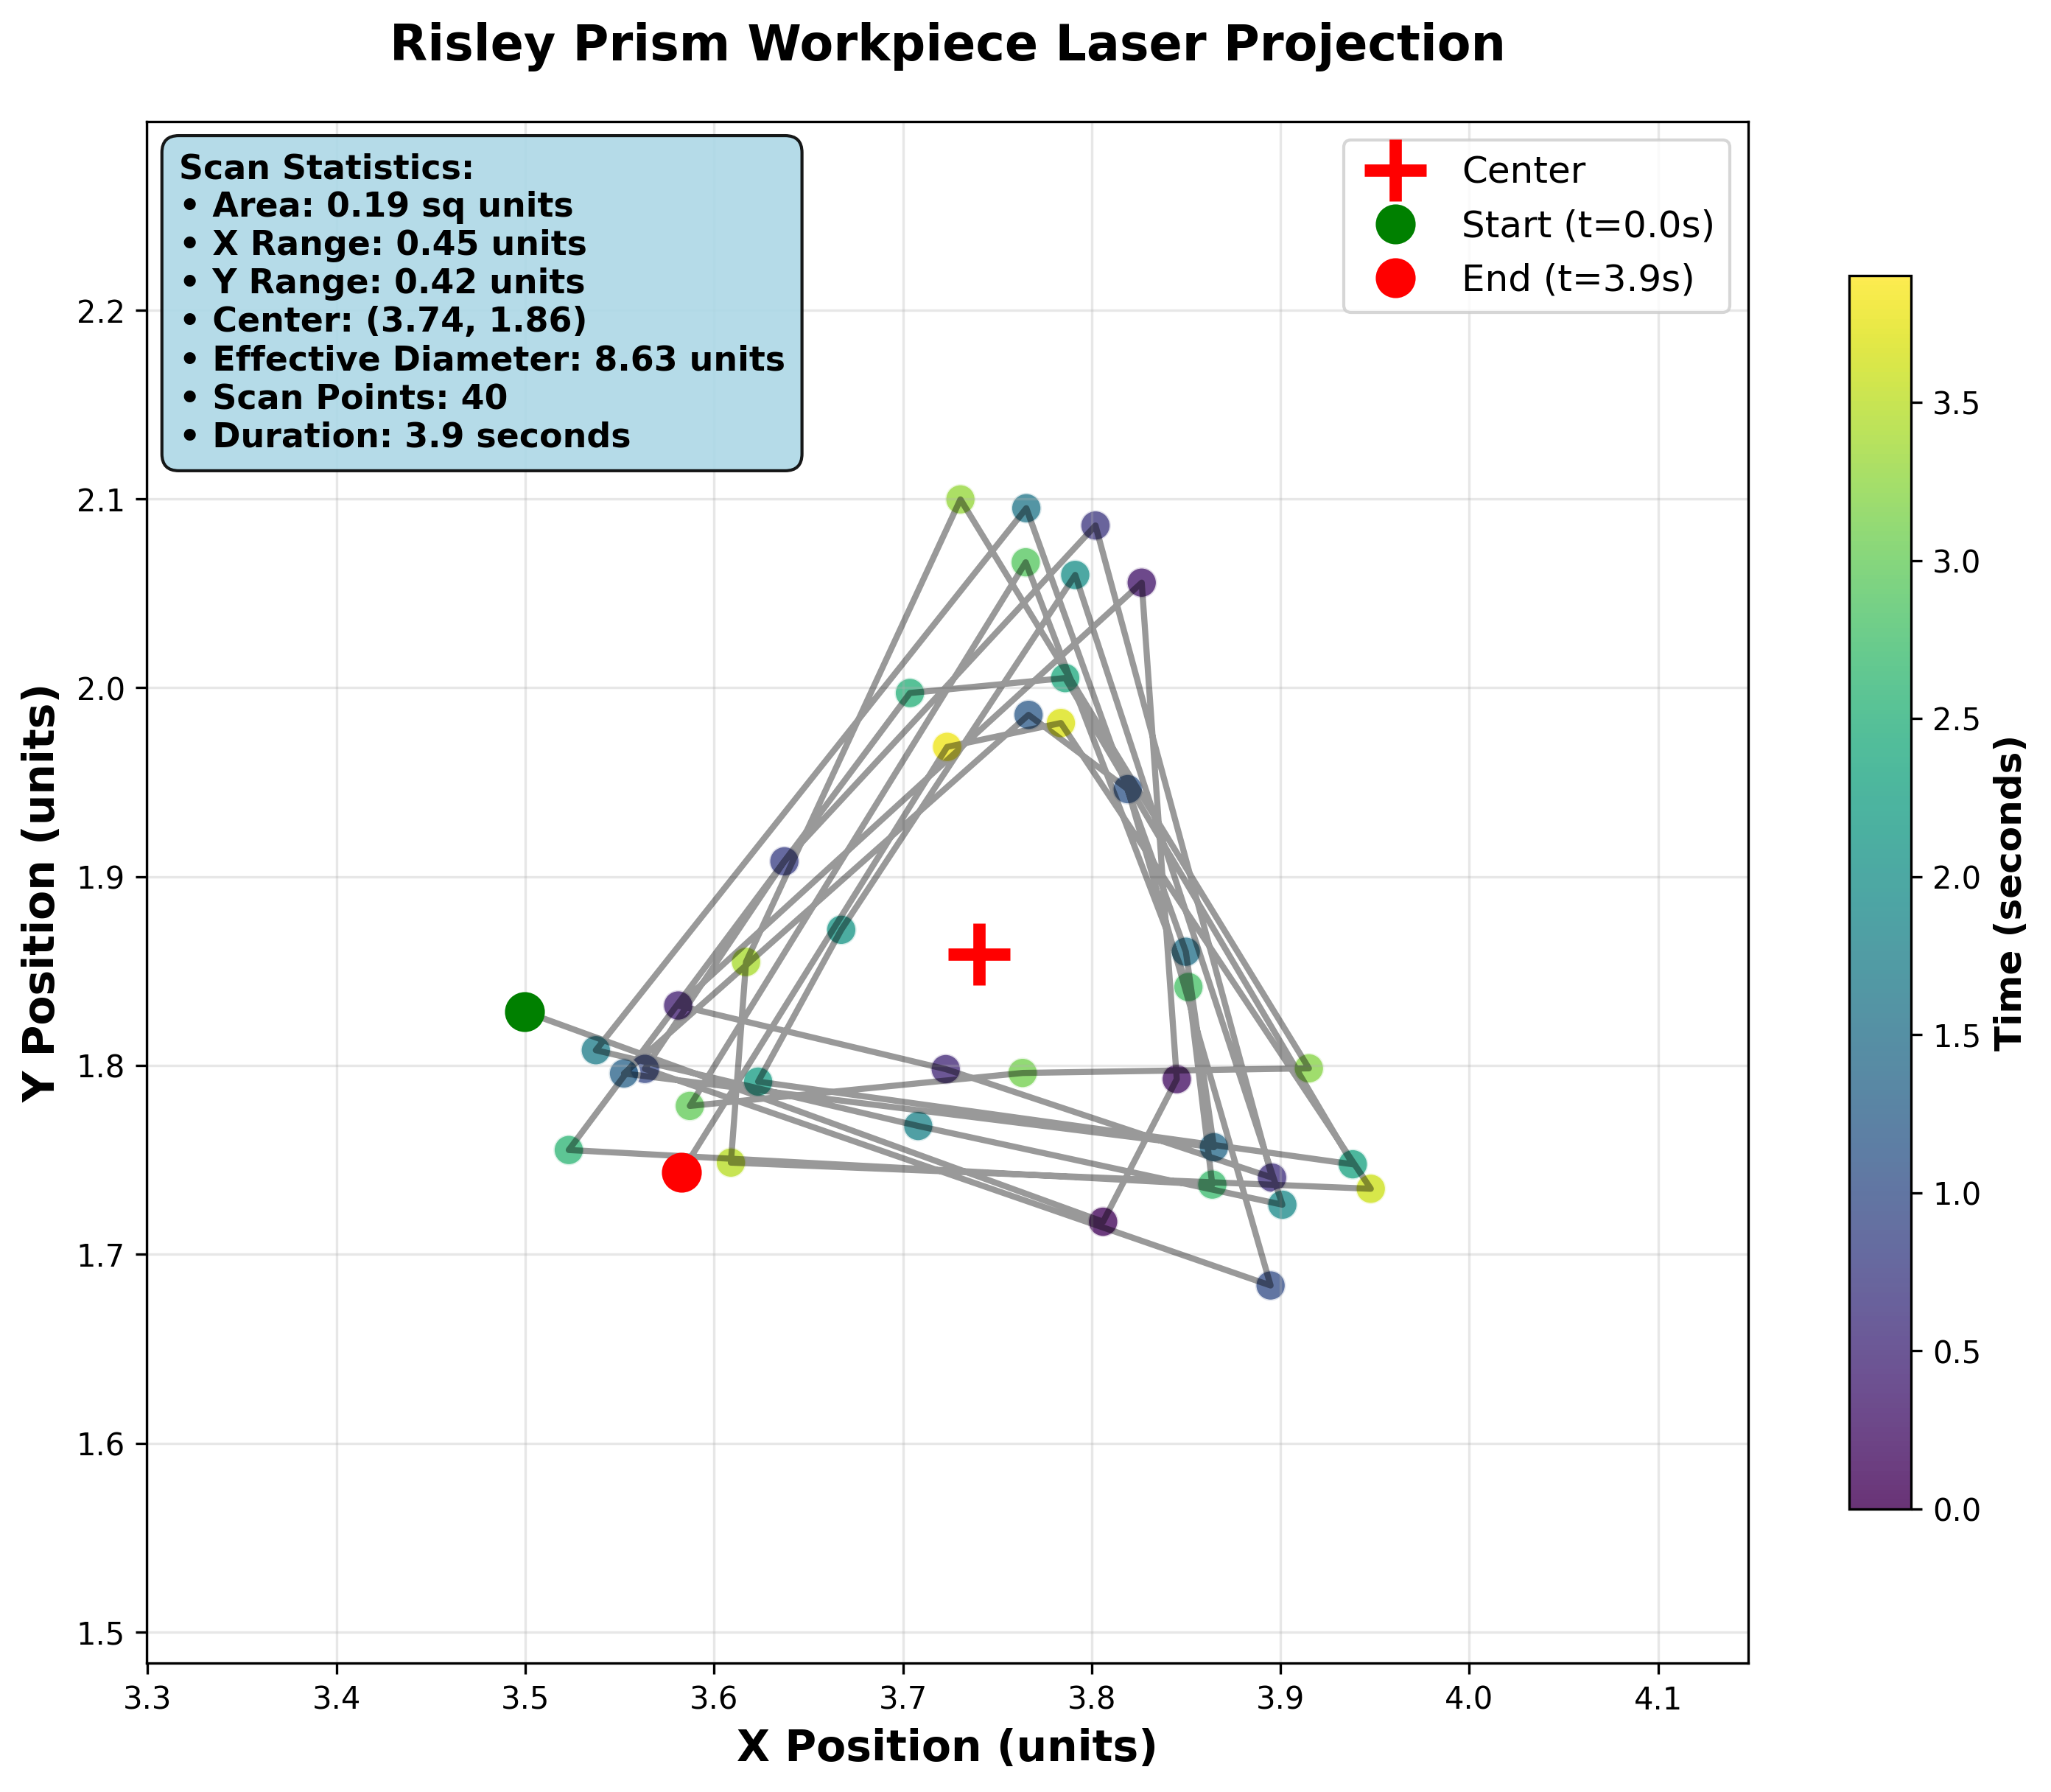 Risley Prism Workpiece Laser Projection
Scan Statistics:
• Area: 0.19 sq units
• X Range: 0.45 units
• Y Range: 0.42 units
• Center: (3.74, 1.86)
• Effective Diameter: 8.63 units
• Scan Points: 40
• Duration: 3.9 seconds
Center
Start (t=0.0s)
End (t=3.9s)
Y Position (units)
2.2
2.1
2.0
1.9
1.8
1.7
1.6
1.5
3.3
3.4
3.5
3.6
3.7
3.8
3.9
4.0
4.1
X Position (units)
3.5
3.0
2.5
2.0
1.5
1.0
0.5
0.0
Time (seconds)